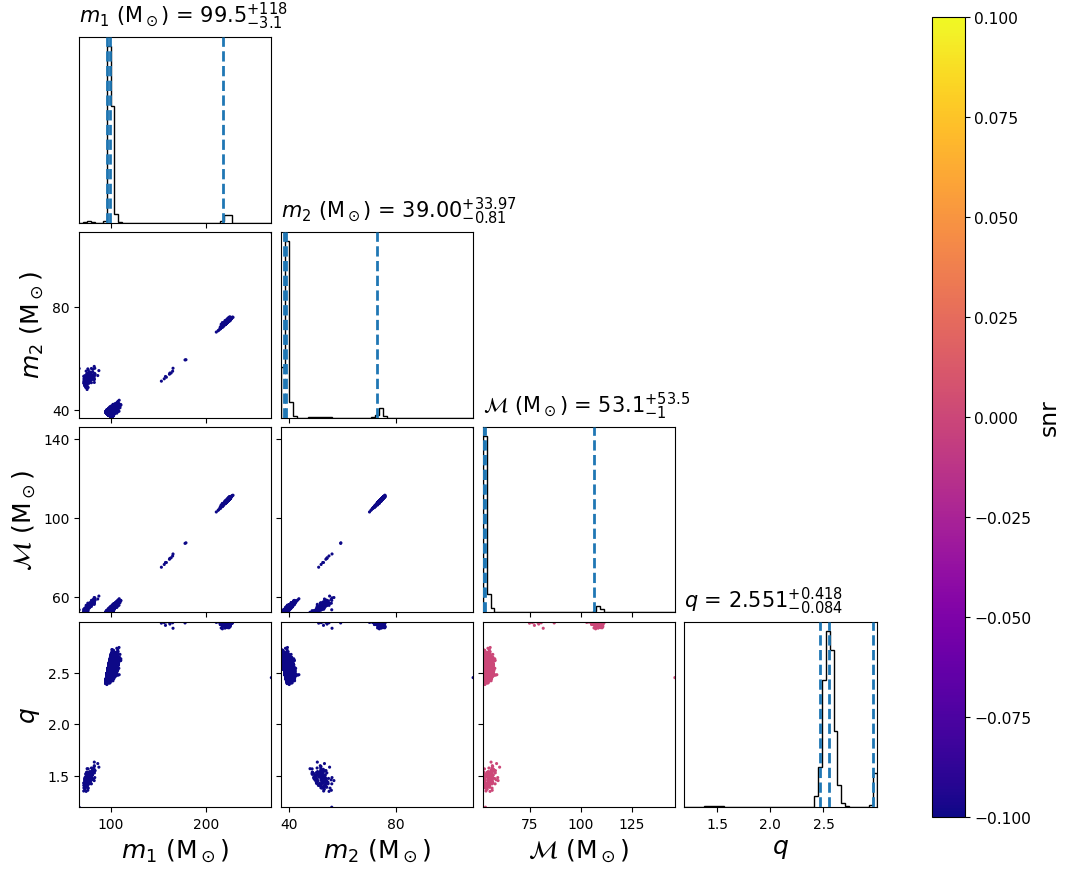 m₁ (M⊙) = 99.5⁺¹¹⁸₋₃.₁
m₂ (M⊙) = 39.00⁺³³·⁹⁷₋₀.₈₁
ℳ (M⊙) = 53.1⁺⁵³·⁵₋₁
q = 2.551⁺⁰·⁴¹⁸₋₀.₀₈₄
m₂ (M⊙)
80
40
ℳ (M⊙)
140
100
60
q
2.5
2.0
1.5
100 200
m₁ (M⊙)
40 80
m₂ (M⊙)
75 100 125
ℳ (M⊙)
1.5 2.0 2.5
q
0.100
0.075
0.050
0.025
0.000
−0.025
−0.050
−0.075
−0.100
snr